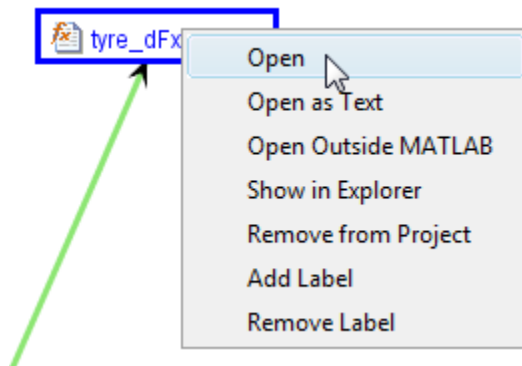 tyre_dFx
Open
Open as Text
Open Outside MATLAB
Show in Explorer
Remove from Project
Add Label
Remove Label